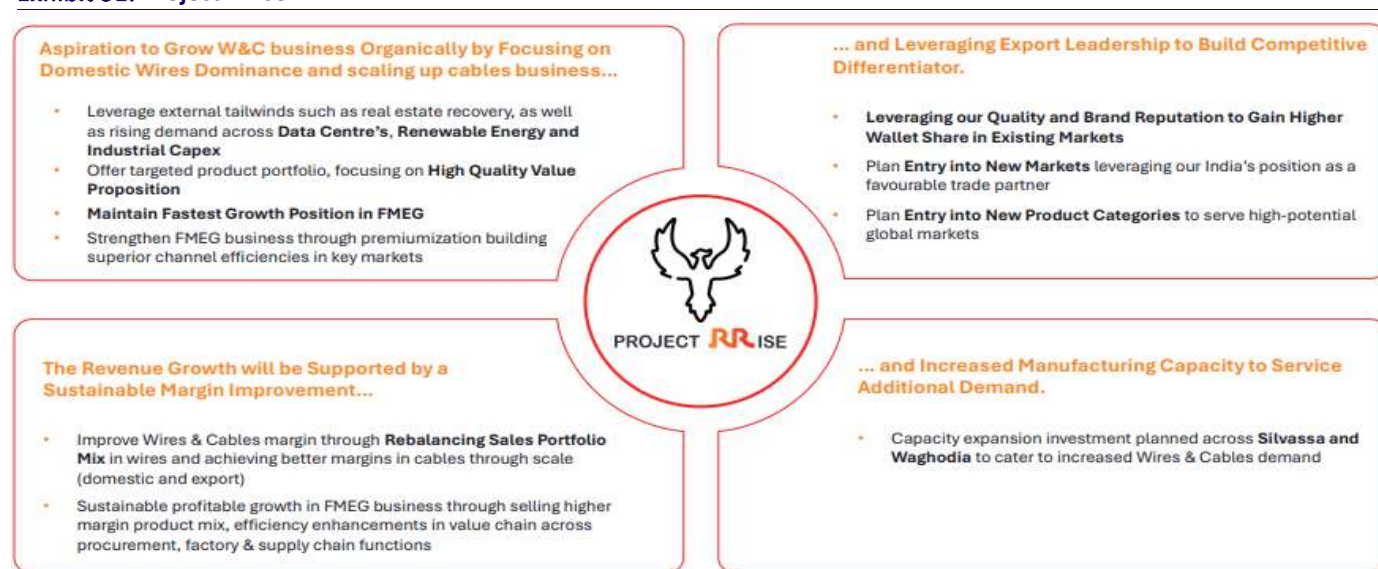 Aspiration to Grow W&C business Organically by Focusing on
Domestic Wires Dominance and scaling up cables business...
• Leverage external tailwinds such as real estate recovery, as well
as rising demand across Data Centre's, Renewable Energy and
Industrial Capex
• Offer targeted product portfolio, focusing on High Quality Value
Proposition
• Maintain Fastest Growth Position in FMEG
• Strengthen FMEG business through premiumization building
superior channel efficiencies in key markets
... and Leveraging Export Leadership to Build Competitive
Differentiator.
• Leveraging our Quality and Brand Reputation to Gain Higher
Wallet Share in Existing Markets
• Plan Entry into New Markets leveraging our India's position as a
favourable trade partner
• Plan Entry into New Product Categories to serve high-potential
global markets
PROJECT RRISE
The Revenue Growth will be Supported by a
Sustainable Margin Improvement...
• Improve Wires & Cables margin through Rebalancing Sales Portfolio
Mix in wires and achieving better margins in cables through scale
(domestic and export)
• Sustainable profitable growth in FMEG business through selling higher
margin product mix, efficiency enhancements in value chain across
procurement, factory & supply chain functions
... and Increased Manufacturing Capacity to Service
Additional Demand.
• Capacity expansion investment planned across Silvassa and
Waghodia to cater to increased Wires & Cables demand